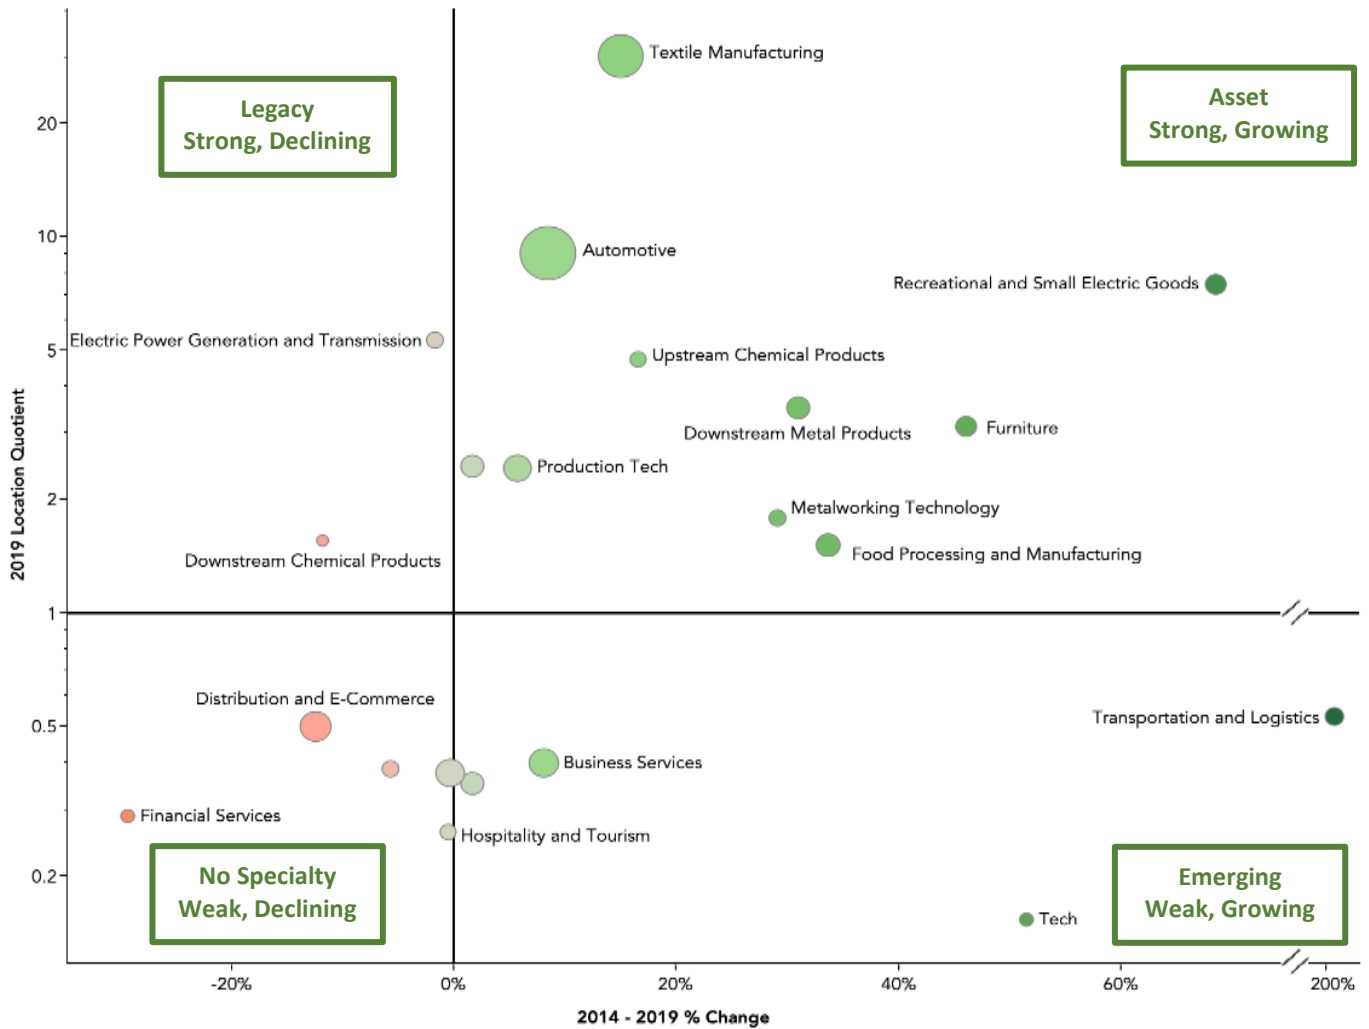 Textile Manufacturing
Legacy
Strong, Declining
Asset
Strong, Growing
20
10
Automotive
Recreational and Small Electric Goods
Electric Power Generation and Transmission
5
Upstream Chemical Products
Downstream Metal Products
Furniture
Production Tech
2
Metalworking Technology
Food Processing and Manufacturing
Downstream Chemical Products
2019 Location Quotient
1
Distribution and E-Commerce
0.5
Transportation and Logistics
Business Services
Financial Services
Hospitality and Tourism
0.2
No Specialty
Weak, Declining
Emerging
Weak, Growing
Tech
-20%
0%
20%
40%
60%
200%
2014 - 2019 % Change